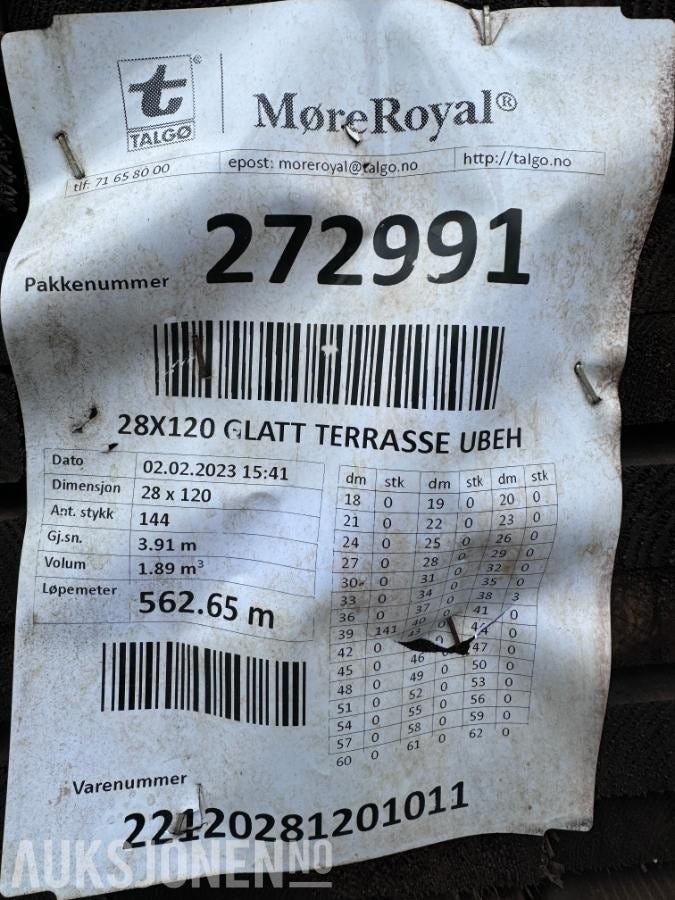 t®
TALGØ
MøreRoyal®
tlf: 71 65 80 00 epost: moreroyal@talgo.no http://talgo.no
Pakkenummer 272991
28X120 GLATT TERRASSE UBEH
Dato 02.02.2023 15:41
Dimensjon 28 x 120
Ant. stykk 144
Gj.sn. 3.91 m
Volum 1.89 m³
Løpemeter 562.65 m
dm stk dm stk dm stk
18 0 19 0 20 0
21 0 22 0 23 0
24 0 25 0 26 0
27 0 28 0 29 0
30 0 31 0 32 0
33 0 34 0 35 0
36 0 37 0 38 3
39 141 40 0 41 0
42 0 43 0 0
45 0 46 0 47 0
48 0 49 0 50 0
51 0 52 0 53 0
54 0 55 0 56 0
57 0 58 0 59 0
60 0 61 0 62 0
Varenummer
22120281201011
AUKSJONEN.NO